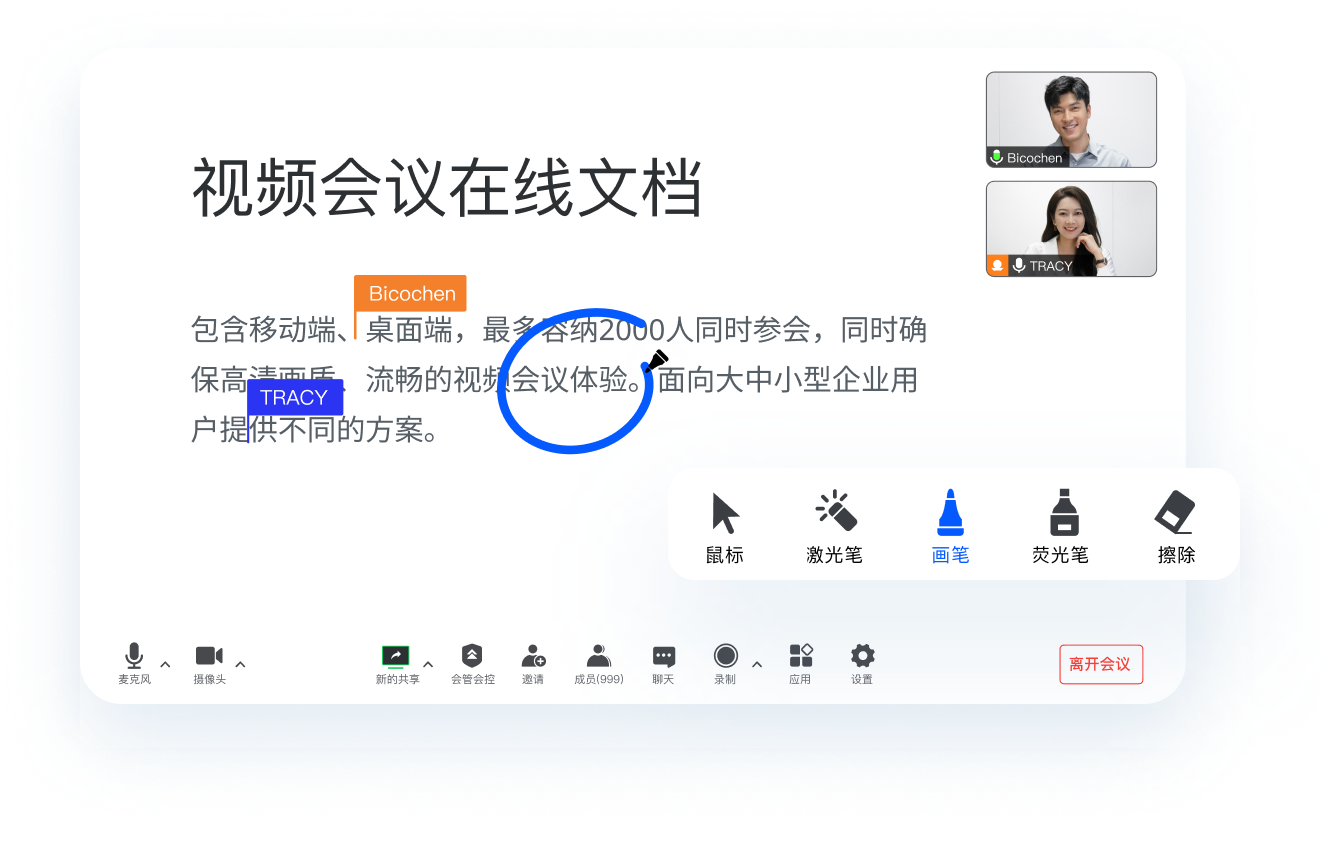 视频会议在线文档
Bicochen
TRACY
Bicochen
包含移动端、桌面端，最多容纳2000人同时参会，同时确
保高清画质、流畅的视频会议体验。面向大中小型企业用
TRACY
户提供不同的方案。
鼠标
激光笔
画笔
荧光笔
擦除
麦克风
摄像头
新的共享
会管会控
邀请
成员(999)
聊天
录制
应用
设置
离开会议